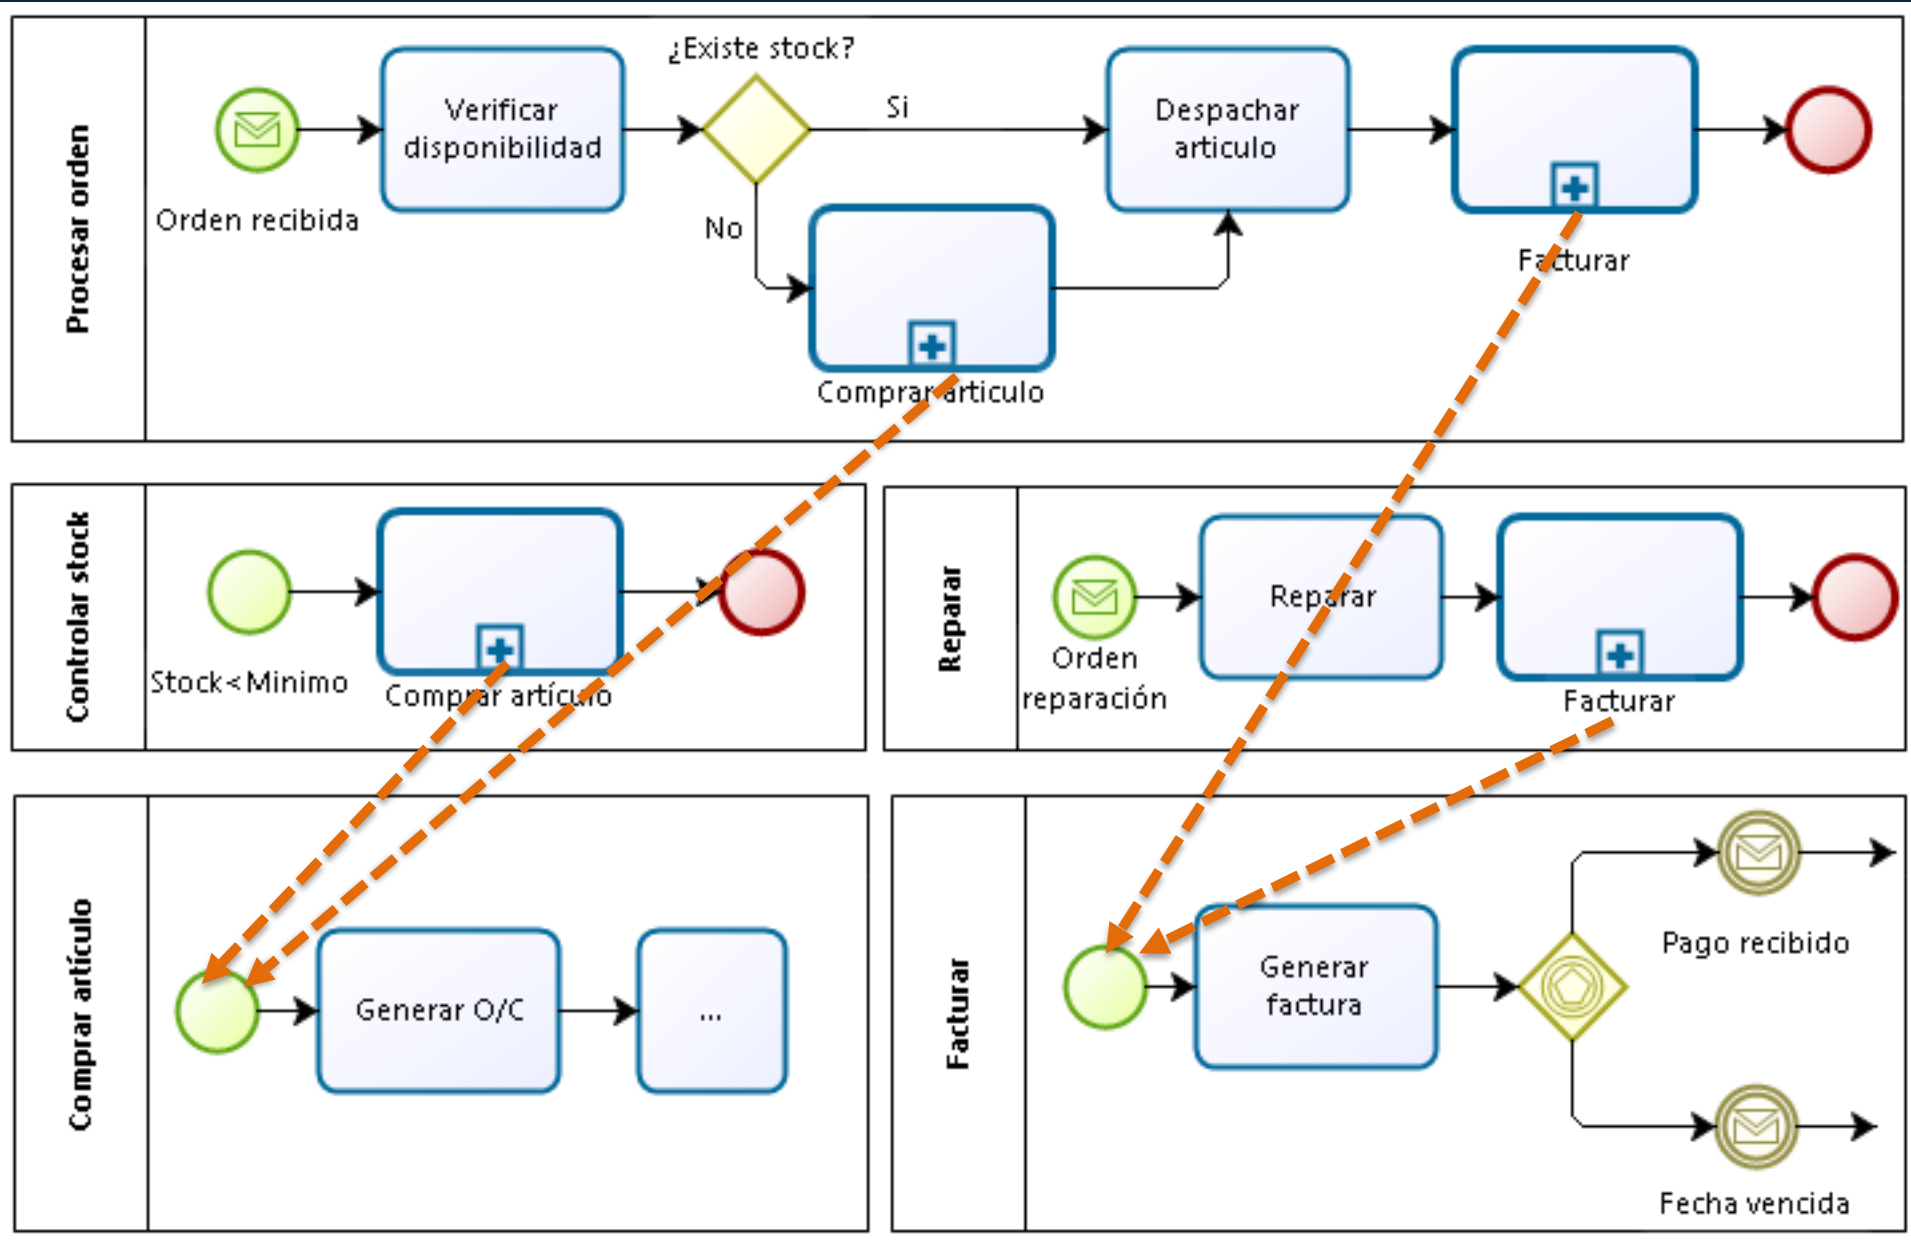 Procesar orden
Orden recibida
Verificar
disponibilidad
¿Existe stock?
Si
No
Comprar articulo
Despachar
articulo
Facturar
Controlar stock
Stock<Minimo
Comprar artículo
Reparar
Orden
reparación
Reparar
Facturar
Comprar artículo
Generar O/C
...
Facturar
Generar
factura
Pago recibido
Fecha vencida